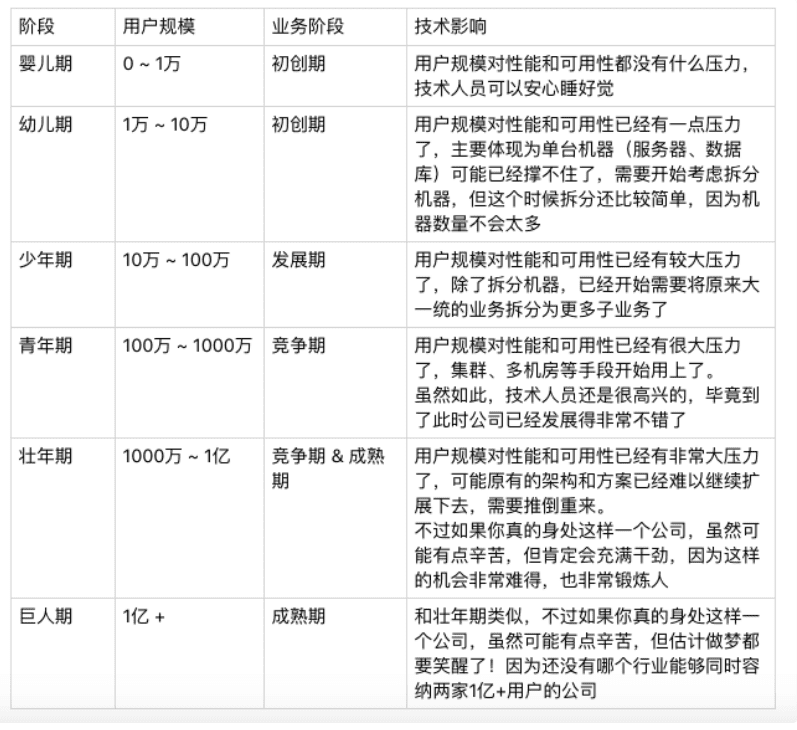 阶段 用户规模 业务阶段 技术影响
婴儿期 0 ~ 1万 初创期 用户规模对性能和可用性都没有什么压力，
技术人员可以安心睡好觉
幼儿期 1万 ~ 10万 初创期 用户规模对性能和可用性已经有一点压力
了，主要体现为单台机器（服务器、数据
库）可能已经撑不住了，需要开始考虑拆分
机器，但这个时候拆分还比较简单，因为机
器数量不会太多
少年期 10万 ~ 100万 发展期 用户规模对性能和可用性已经有较大压力
了，除了拆分机器，已经开始需要将原来大
一统的业务拆分为更多子业务了
青年期 100万 ~ 1000万 竞争期 用户规模对性能和可用性已经有很大压力
了，集群、多机房等手段开始用上了。
虽然如此，技术人员还是很高兴的，毕竟到
了此时公司已经发展得非常不错了
壮年期 1000万 ~ 1亿 竞争期 & 成熟 用户规模对性能和可用性已经有非常大压力
期 了，可能原有的架构和方案已经难以继续扩
展下去，需要推倒重来。
不过如果你真的身处这样一个公司，虽然可
能有点辛苦，但肯定会充满干劲，因为这样
的机会非常难得，也非常锻炼人
巨人期 1亿 + 成熟期 和壮年期类似，不过如果你真的身处这样一
个公司，虽然可能有点辛苦，但估计做梦都
要笑醒了！因为还没有哪个行业能够同时容
纳两家1亿+用户的公司